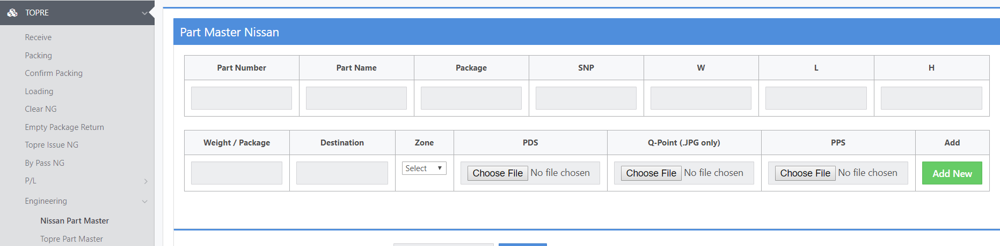 TOPRE
Receive
Packing
Confirm Packing
Loading
Clear NG
Empty Package Return
Topre Issue NG
By Pass NG
P/L
Engineering
Nissan Part Master
Topre Part Master
Part Master Nissan
Part Number Part Name Package SNP W L H
Weight / Package Destination Zone PDS Q-Point (.JPG only) PPS Add
Select Choose File No file chosen Choose File No file chosen Choose File No file chosen Add New